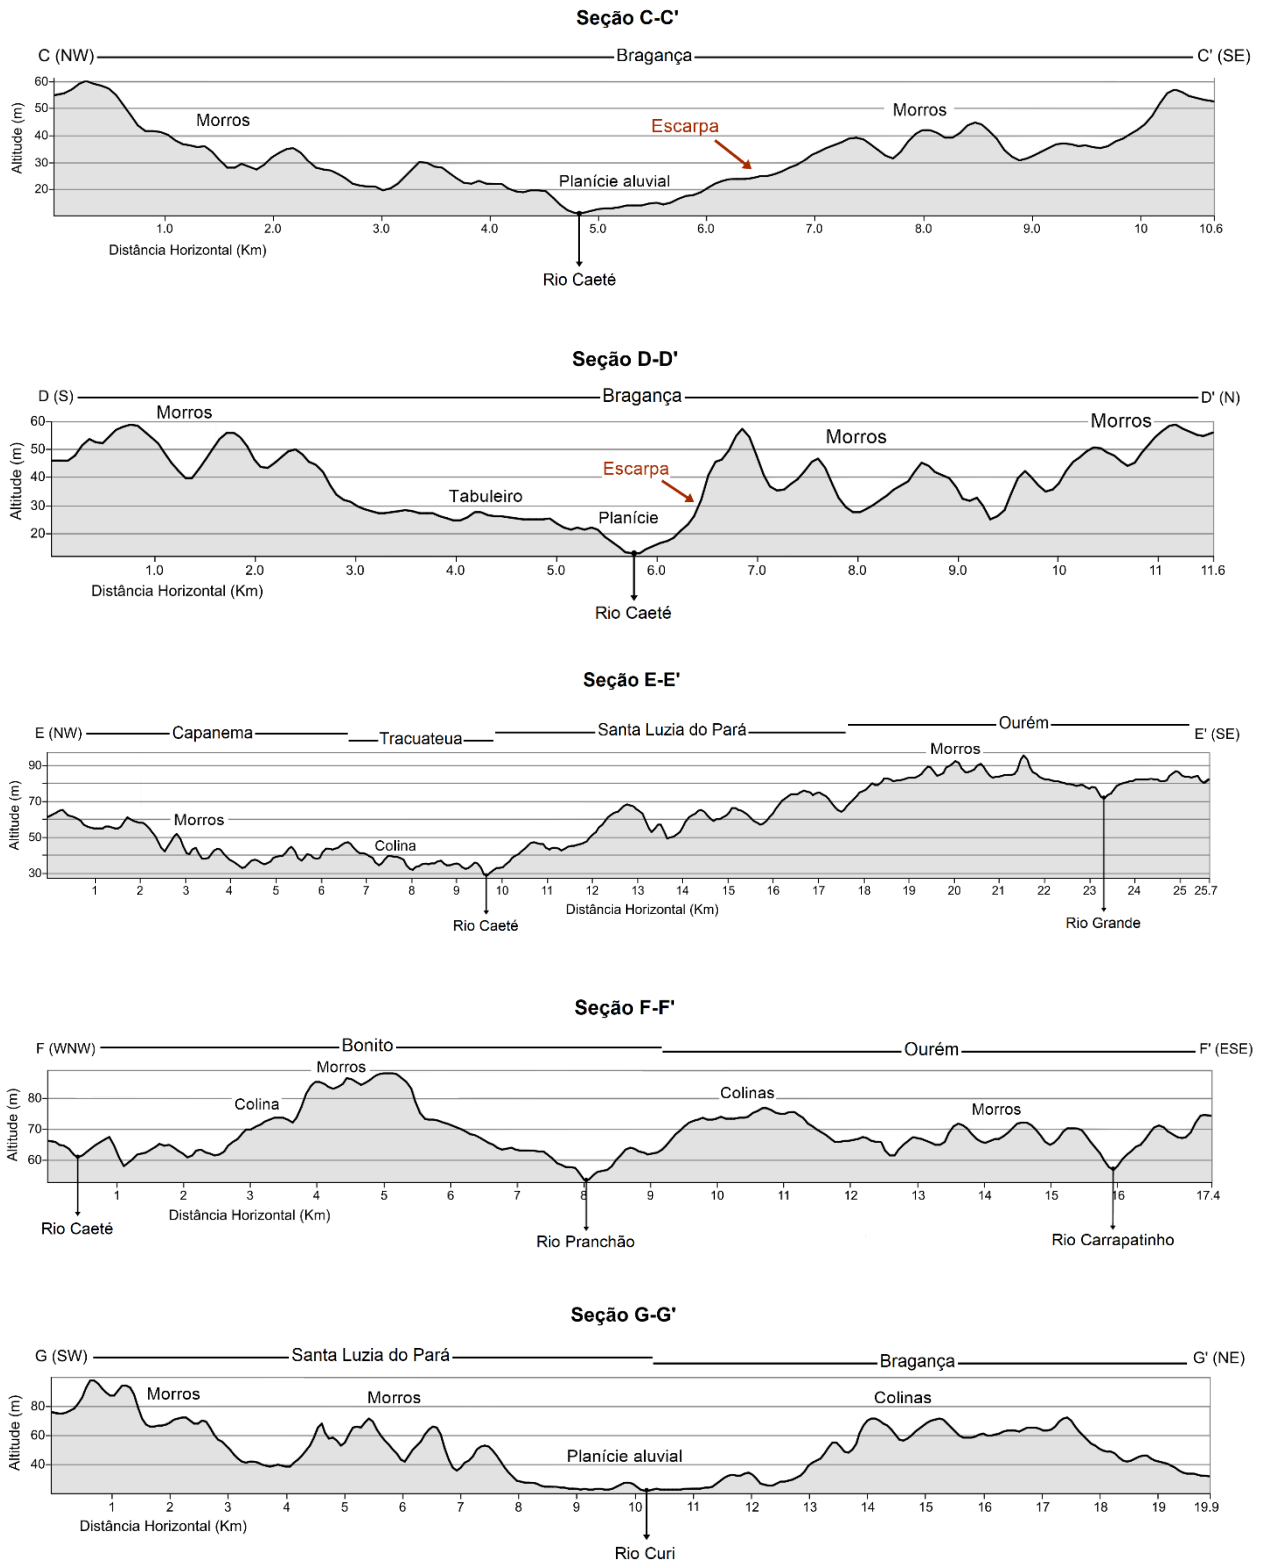 Seção C-C'
C (NW) Bragança C' (SE)
Altitude (m)
60
50
40
30
20
Morros
Escarpa
Morros
Planície aluvial
1.0 2.0 3.0 4.0 5.0 6.0 7.0 8.0 9.0 10 10.6
Distância Horizontal (Km)
Rio Caeté
Seção D-D'
D (S) Bragança D' (N)
Altitude (m)
60
50
40
30
20
Morros
Morros
Morros
Escarpa
Tabuleiro
Planície
1.0 2.0 3.0 4.0 5.0 6.0 7.0 8.0 9.0 10 11 11.6
Distância Horizontal (Km)
Rio Caeté
Seção E-E'
E (NW) Capanema Tracuateua Santa Luzia do Pará Ourém E' (SE)
Altitude (m)
90
70
50
30
Morros
Morros
Colina
1 2 3 4 5 6 7 8 9 10 11 12 13 14 15 16 17 18 19 20 21 22 23 24 25 25.7
Distância Horizontal (Km)
Rio Caeté
Rio Grande
Seção F-F'
F (WNW) Bonito Ourém F' (ESE)
Altitude (m)
80
70
60
Morros
Colina
Colinas
Morros
1 2 3 4 5 6 7 8 9 10 11 12 13 14 15 16 17.4
Distância Horizontal (Km)
Rio Caeté
Rio Pranchão
Rio Carrapatinho
Seção G-G'
G (SW) Santa Luzia do Pará Bragança G' (NE)
Altitude (m)
80
60
40
Morros
Morros
Colinas
Planície aluvial
1 2 3 4 5 6 7 8 9 10 11 12 13 14 15 16 17 18 19 19.9
Distância Horizontal (Km)
Rio Curi